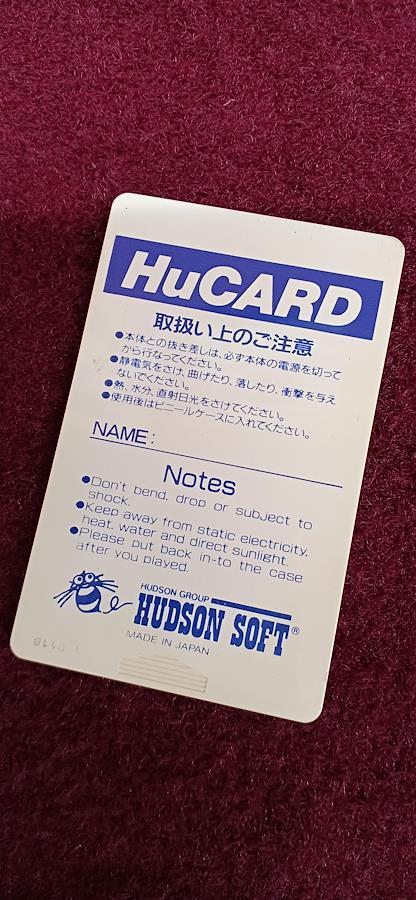 HuCARD
取扱い上のご注意
●本体との抜き差しは、必ず本体の電源を切って
から行なってください。
●静電気をさけ、曲げたり、落したり、衝撃を与え
ないでください。
●熱、水分、直射日光をさけてください。
●使用後はビニールケースに入れてください。
NAME:
Notes
●Don't bend, drop or subject to
shock.
●Keep away from static electricity,
heat, water and direct sunlight.
●Please put back in-to the case
after you played.
HUDSON GROUP
HUDSON SOFT®
MADE IN JAPAN